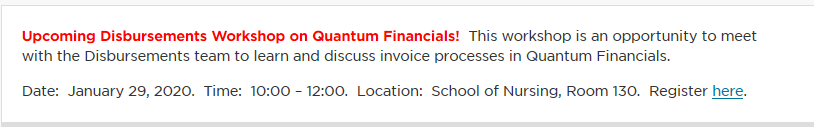 Upcoming Disbursements Workshop on Quantum Financials!  This workshop is an opportunity to meet
with the Disbursements team to learn and discuss invoice processes in Quantum Financials.
Date:  January 29, 2020.  Time:  10:00 – 12:00.  Location:  School of Nursing, Room 130.  Register here.